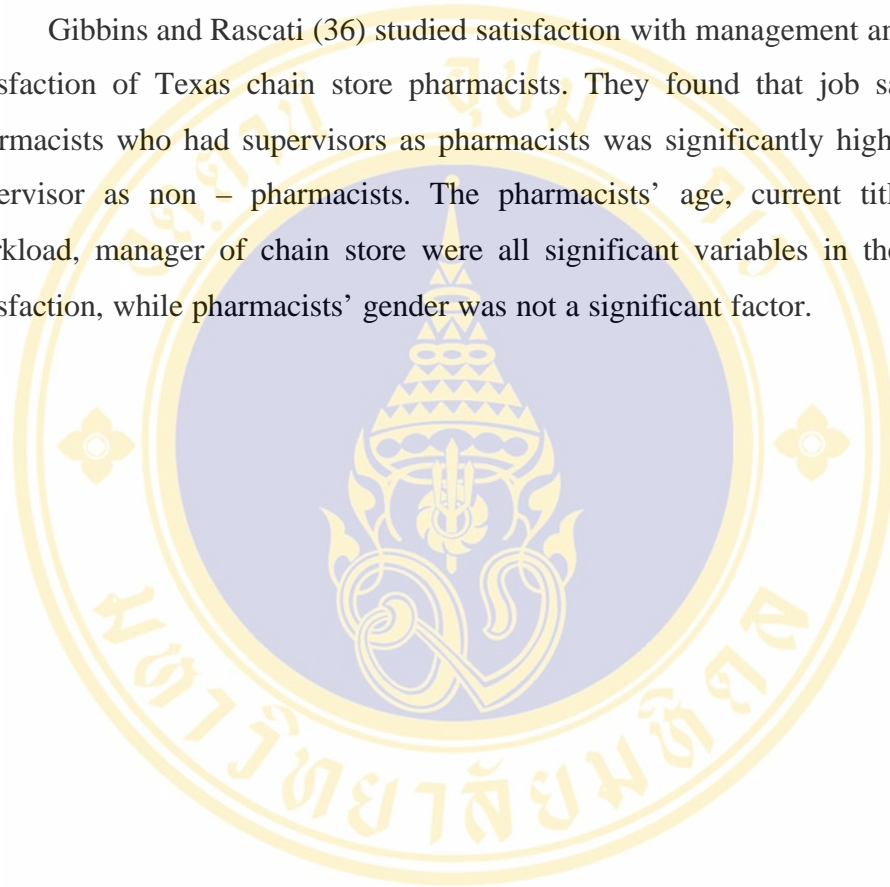 Gibbins and Rascati (36) studied satisfaction with management an
sfaction of Texas chain store pharmacists. They found that job sa
rmacists who had supervisors as pharmacists was significantly high
ervisor as non – pharmacists. The pharmacists’ age, current titl
rkload, manager of chain store were all significant variables in the
sfaction, while pharmacists’ gender was not a significant factor.
มหาวิทยาลัยมหิดล